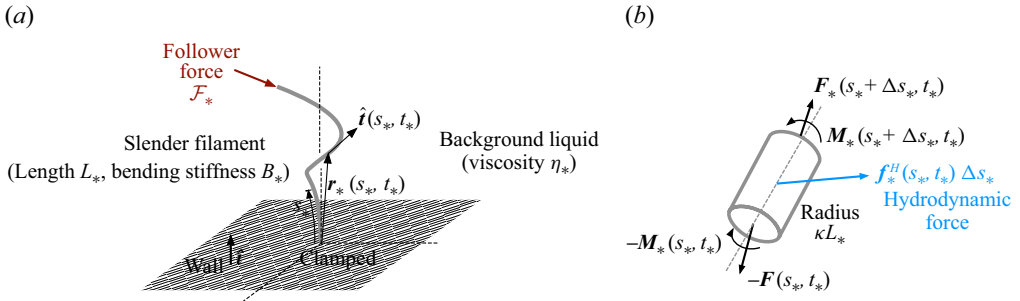 (a)
Follower
force
ℱ*
t̂(s*, t*)
Slender filament
(Length L*, bending stiffness B*)
Background liquid
(viscosity η*)
r*(s*, t*)
s*
Wall
Clamped
(b)
F*(s* + Δs*, t*)
M*(s* + Δs*, t*)
f*ᴴ(s*, t*) Δs*
Hydrodynamic
force
Radius
κL*
–M*(s*, t*)
–F(s*, t*)